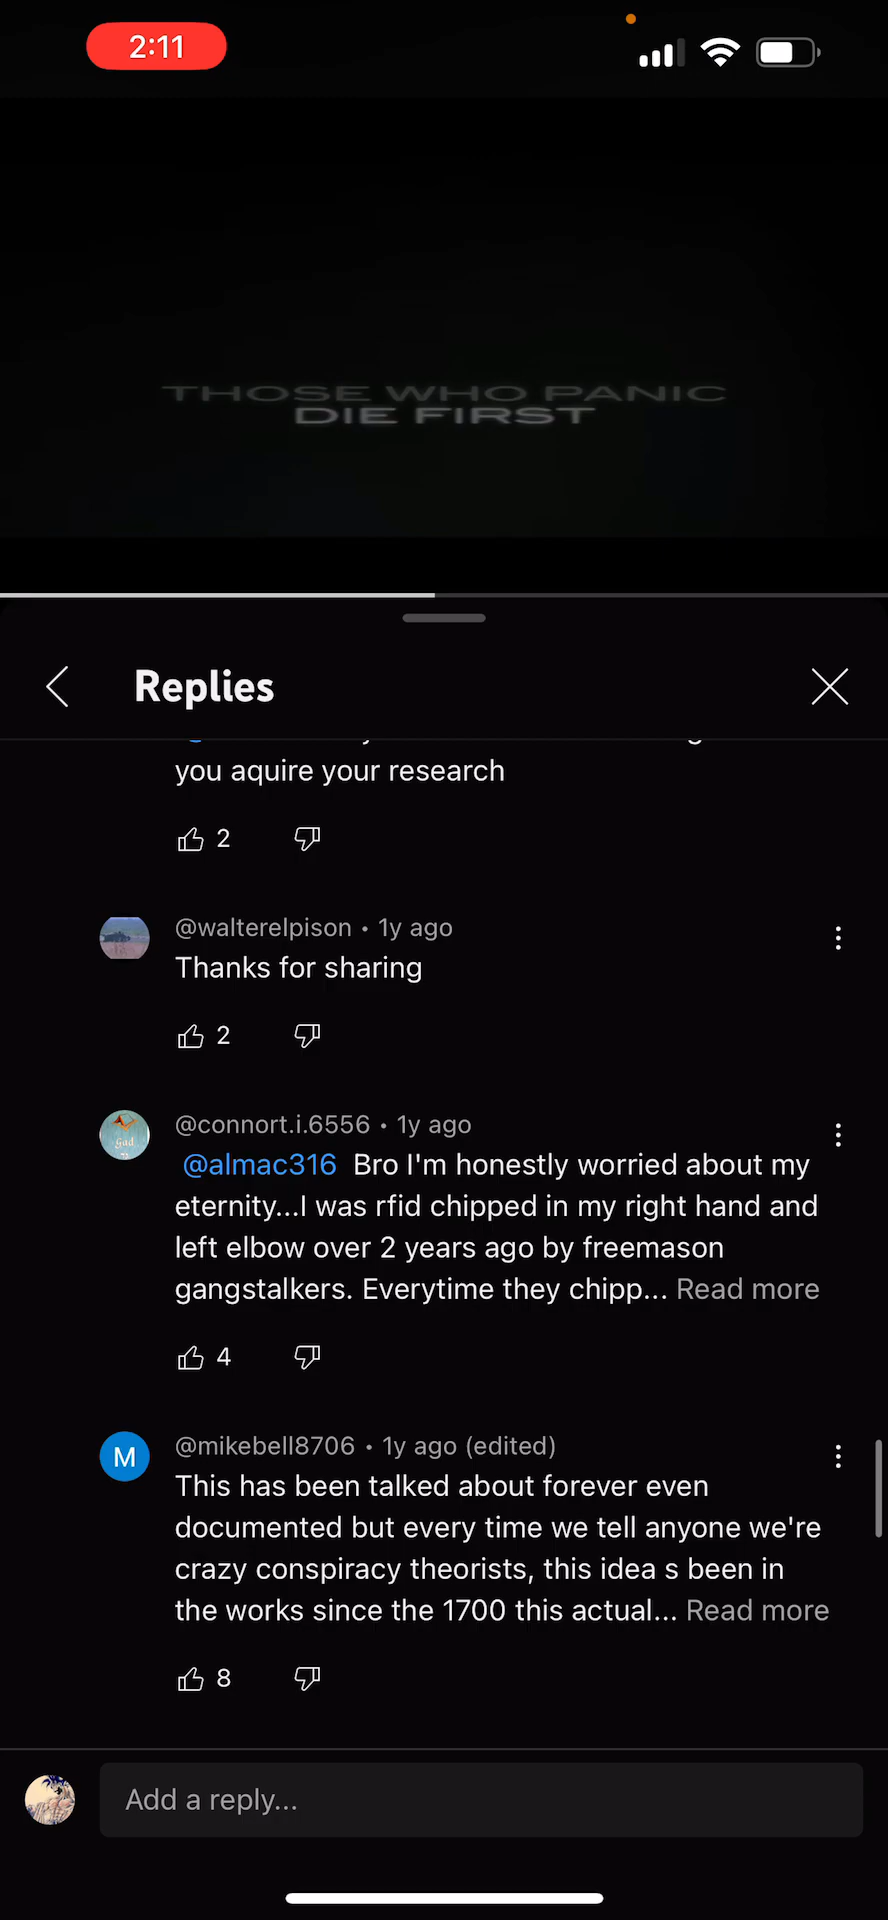 2:11
THOSE WHO PANIC
DIE FIRST
Replies
you aquire your research
2
@walterelpison • 1y ago
Thanks for sharing
2
@connort.i.6556 • 1y ago
@almac316 Bro I'm honestly worried about my
eternity...I was rfid chipped in my right hand and
left elbow over 2 years ago by freemason
gangstalkers. Everytime they chipp... Read more
4
M
@mikebell8706 • 1y ago (edited)
This has been talked about forever even
documented but every time we tell anyone we're
crazy conspiracy theorists, this idea s been in
the works since the 1700 this actual... Read more
8
Add a reply...